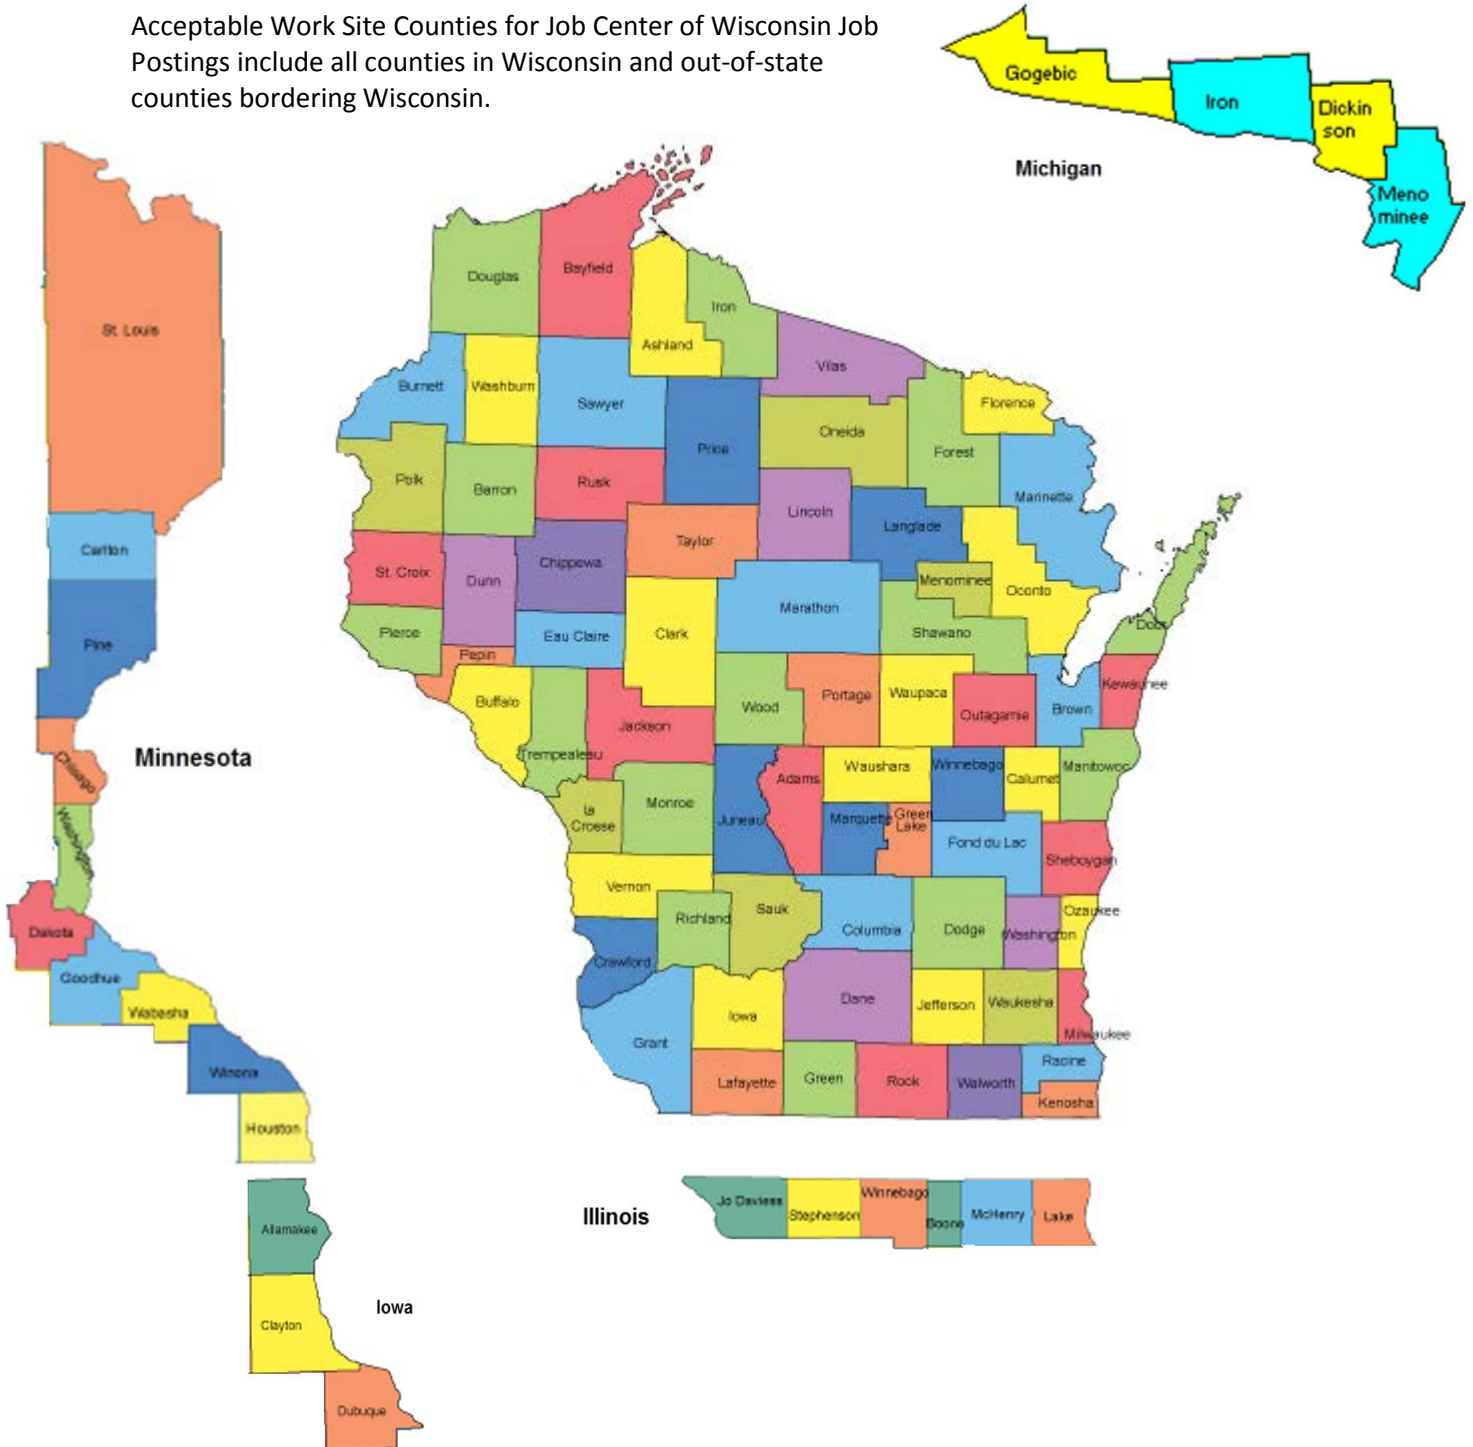 Acceptable Work Site Counties for Job Center of Wisconsin Job
Postings include all counties in Wisconsin and out-of-state
counties bordering Wisconsin.
Gogebic
Iron
Dickin
son
Meno
minee
Michigan
St. Louis
Carlton
Pine
Chisago
Washington
Dakota
Goodhue
Wabasha
Winona
Houston
Minnesota
Douglas
Bayfield
Ashland
Iron
Vilas
Burnett
Washburn
Sawyer
Price
Oneida
Forest
Florence
Marinette
Polk
Barron
Rusk
Lincoln
Langlade
Taylor
St. Croix
Dunn
Chippewa
Menominee
Oconto
Marathon
Pierce
Eau Claire
Clark
Shawano
Door
Pepin
Buffalo
Trempealeau
Jackson
Wood
Portage
Waupaca
Outagamie
Brown
Kewaunee
Adams
Waushara
Winnebago
Calumet
Manitowoc
la
Crosse
Monroe
Juneau
Marquette
Green
Lake
Fond du Lac
Sheboygan
Vernon
Richland
Sauk
Columbia
Dodge
Washington
Ozaukee
Crawford
Grant
Iowa
Dane
Jefferson
Waukesha
Milwaukee
Lafayette
Green
Rock
Walworth
Racine
Kenosha
Illinois
Jo Daviess
Stephenson
Winnebago
Boone
McHenry
Lake
Allamakee
Clayton
Dubuque
Iowa